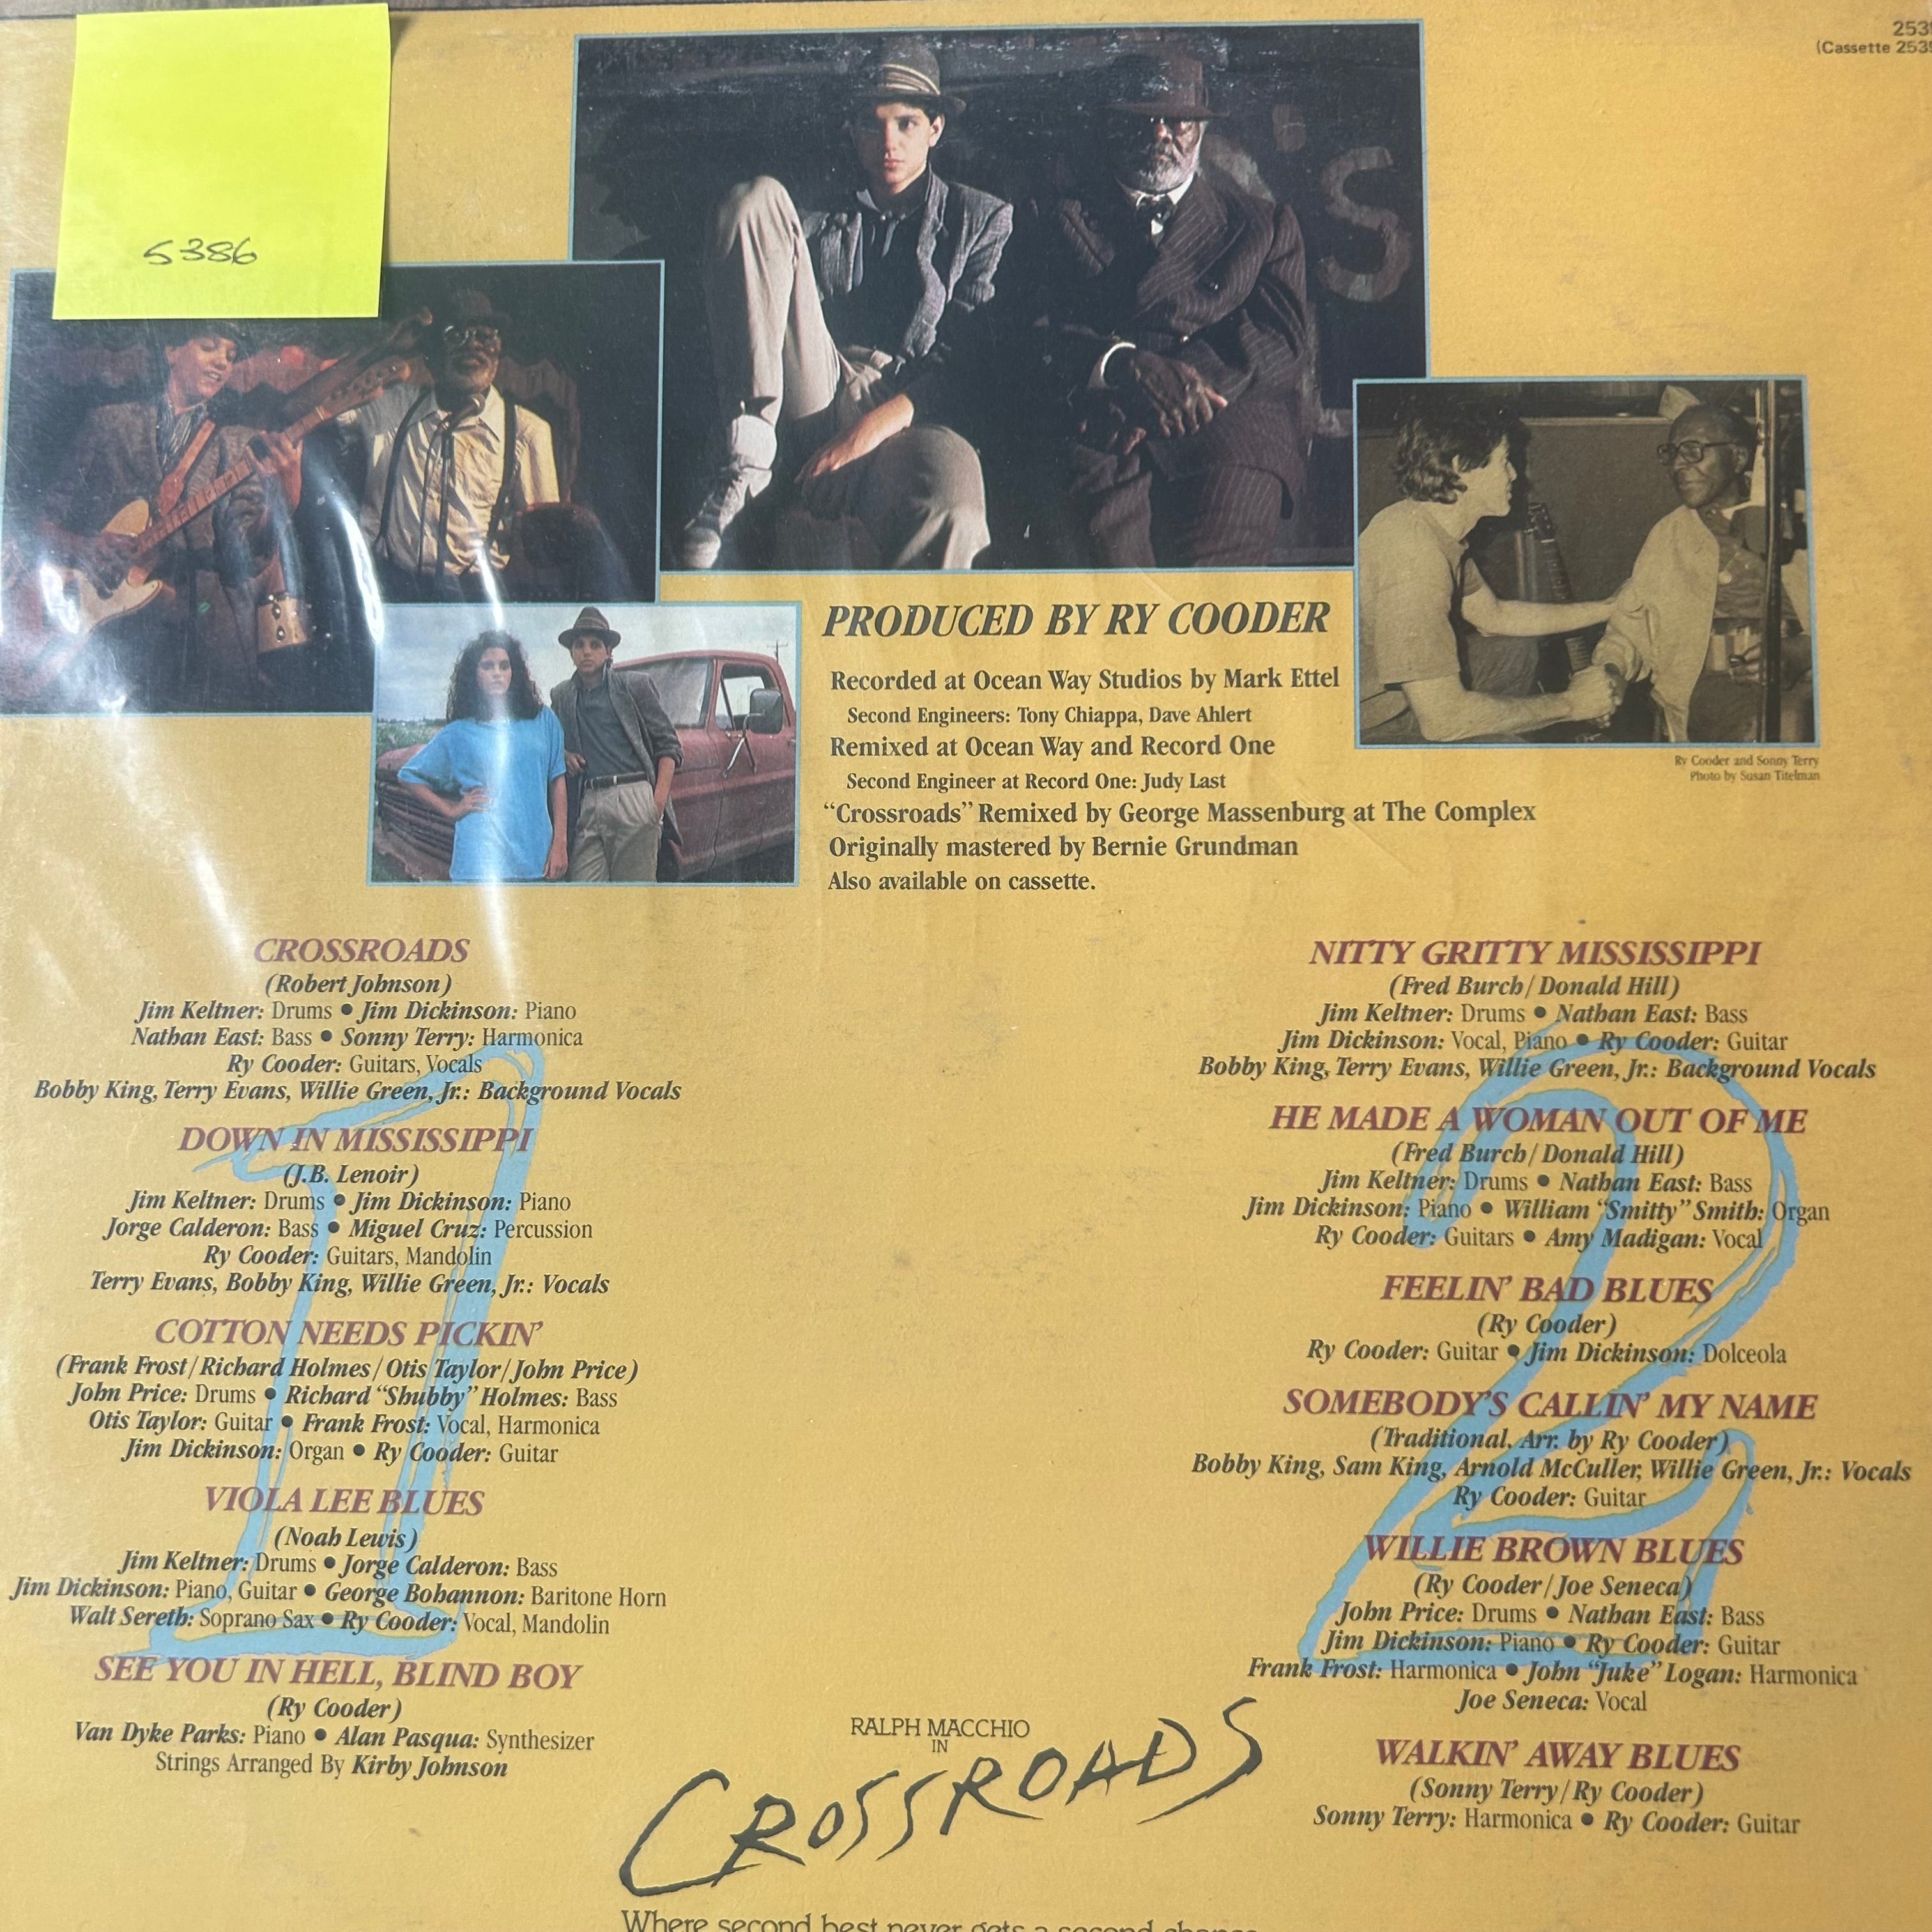 253
(Cassette 253
5386
'S
PRODUCED BY RY COODER
Recorded at Ocean Way Studios by Mark Ettel
Second Engineers: Tony Chiappa, Dave Ahlert
Remixed at Ocean Way and Record One
Second Engineer at Record One: Judy Last
“Crossroads” Remixed by George Massenburg at The Complex
Originally mastered by Bernie Grundman
Also available on cassette.
Ry Cooder and Sonny Terry
Photo by Susan Titelman
1
CROSSROADS
(Robert Johnson)
Jim Keltner: Drums ● Jim Dickinson: Piano
Nathan East: Bass ● Sonny Terry: Harmonica
Ry Cooder: Guitars, Vocals
Bobby King, Terry Evans, Willie Green, Jr.: Background Vocals
DOWN IN MISSISSIPPI
(J.B. Lenoir)
Jim Keltner: Drums ● Jim Dickinson: Piano
Jorge Calderon: Bass ● Miguel Cruz: Percussion
Ry Cooder: Guitars, Mandolin
Terry Evans, Bobby King, Willie Green, Jr.: Vocals
COTTON NEEDS PICKIN’
(Frank Frost/Richard Holmes/Otis Taylor/John Price)
John Price: Drums ● Richard “Shubby” Holmes: Bass
Otis Taylor: Guitar ● Frank Frost: Vocal, Harmonica
Jim Dickinson: Organ ● Ry Cooder: Guitar
VIOLA LEE BLUES
(Noah Lewis)
Jim Keltner: Drums ● Jorge Calderon: Bass
Jim Dickinson: Piano, Guitar ● George Bohannon: Baritone Horn
Walt Sereth: Soprano Sax ● Ry Cooder: Vocal, Mandolin
SEE YOU IN HELL, BLIND BOY
(Ry Cooder)
Van Dyke Parks: Piano ● Alan Pasqua: Synthesizer
Strings Arranged By Kirby Johnson
2
NITTY GRITTY MISSISSIPPI
(Fred Burch/Donald Hill)
Jim Keltner: Drums ● Nathan East: Bass
Jim Dickinson: Vocal, Piano ● Ry Cooder: Guitar
Bobby King, Terry Evans, Willie Green, Jr.: Background Vocals
HE MADE A WOMAN OUT OF ME
(Fred Burch/Donald Hill)
Jim Keltner: Drums ● Nathan East: Bass
Jim Dickinson: Piano ● William “Smitty” Smith: Organ
Ry Cooder: Guitars ● Amy Madigan: Vocal
FEELIN’ BAD BLUES
(Ry Cooder)
Ry Cooder: Guitar ● Jim Dickinson: Dolceola
SOMEBODY’S CALLIN’ MY NAME
(Traditional, Arr. by Ry Cooder)
Bobby King, Sam King, Arnold McCuller, Willie Green, Jr.: Vocals
Ry Cooder: Guitar
WILLIE BROWN BLUES
(Ry Cooder/Joe Seneca)
John Price: Drums ● Nathan East: Bass
Jim Dickinson: Piano ● Ry Cooder: Guitar
Frank Frost: Harmonica ● John “Juke” Logan: Harmonica
Joe Seneca: Vocal
WALKIN’ AWAY BLUES
(Sonny Terry/Ry Cooder)
Sonny Terry: Harmonica ● Ry Cooder: Guitar
RALPH MACCHIO
IN
CROSSROADS
Where second best never gets a second chance